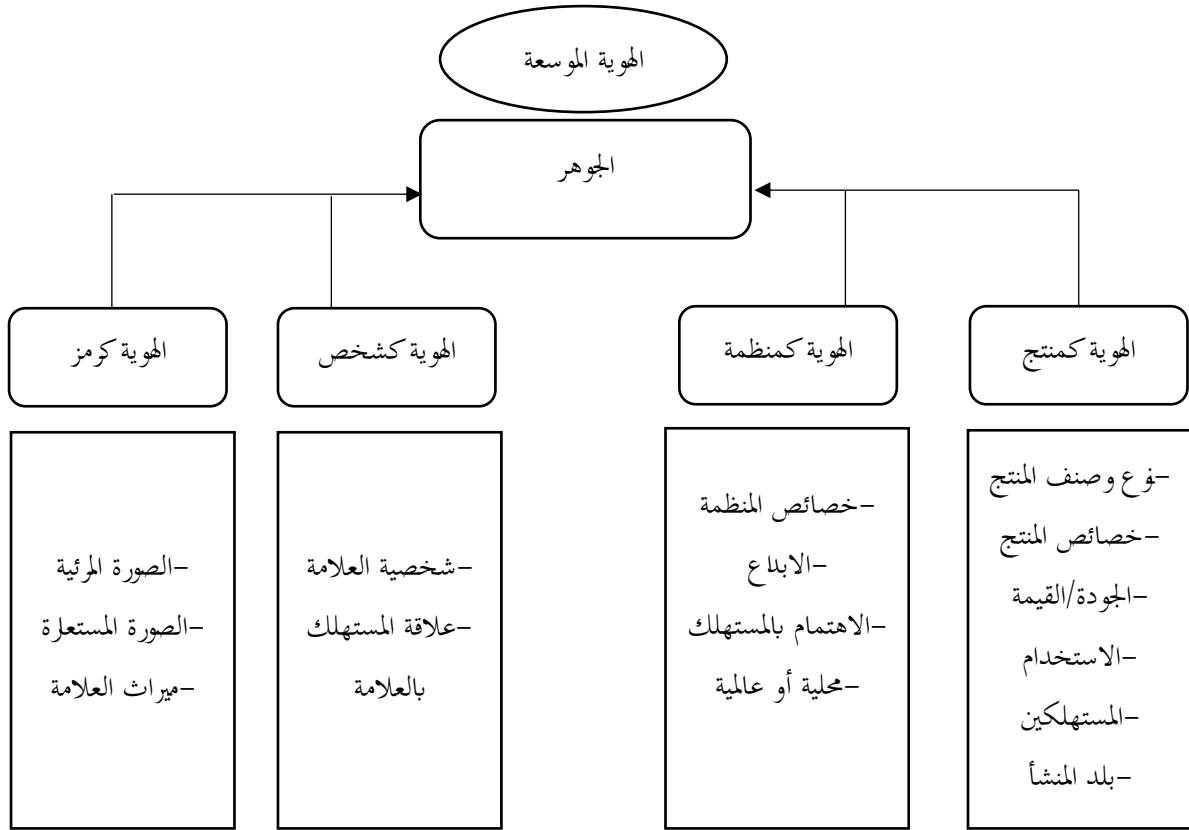 الهوية الموسعة
الجوهر
الهوية كمنتج
الهوية كمنظمة
الهوية كشخص
الهوية كرمز
-نوع وصنف المنتج
-خصائص المنتج
-الجودة/القيمة
-الاستخدام
-المستهلكين
-بلد المنشأ
-خصائص المنظمة
-الابداع
-الاهتمام بالمستهلك
-محلية أو عالمية
-شخصية العلامة
-علاقة المستهلك
بالعلامة
-الصورة المرئية
-الصورة المستعارة
-ميراث العلامة